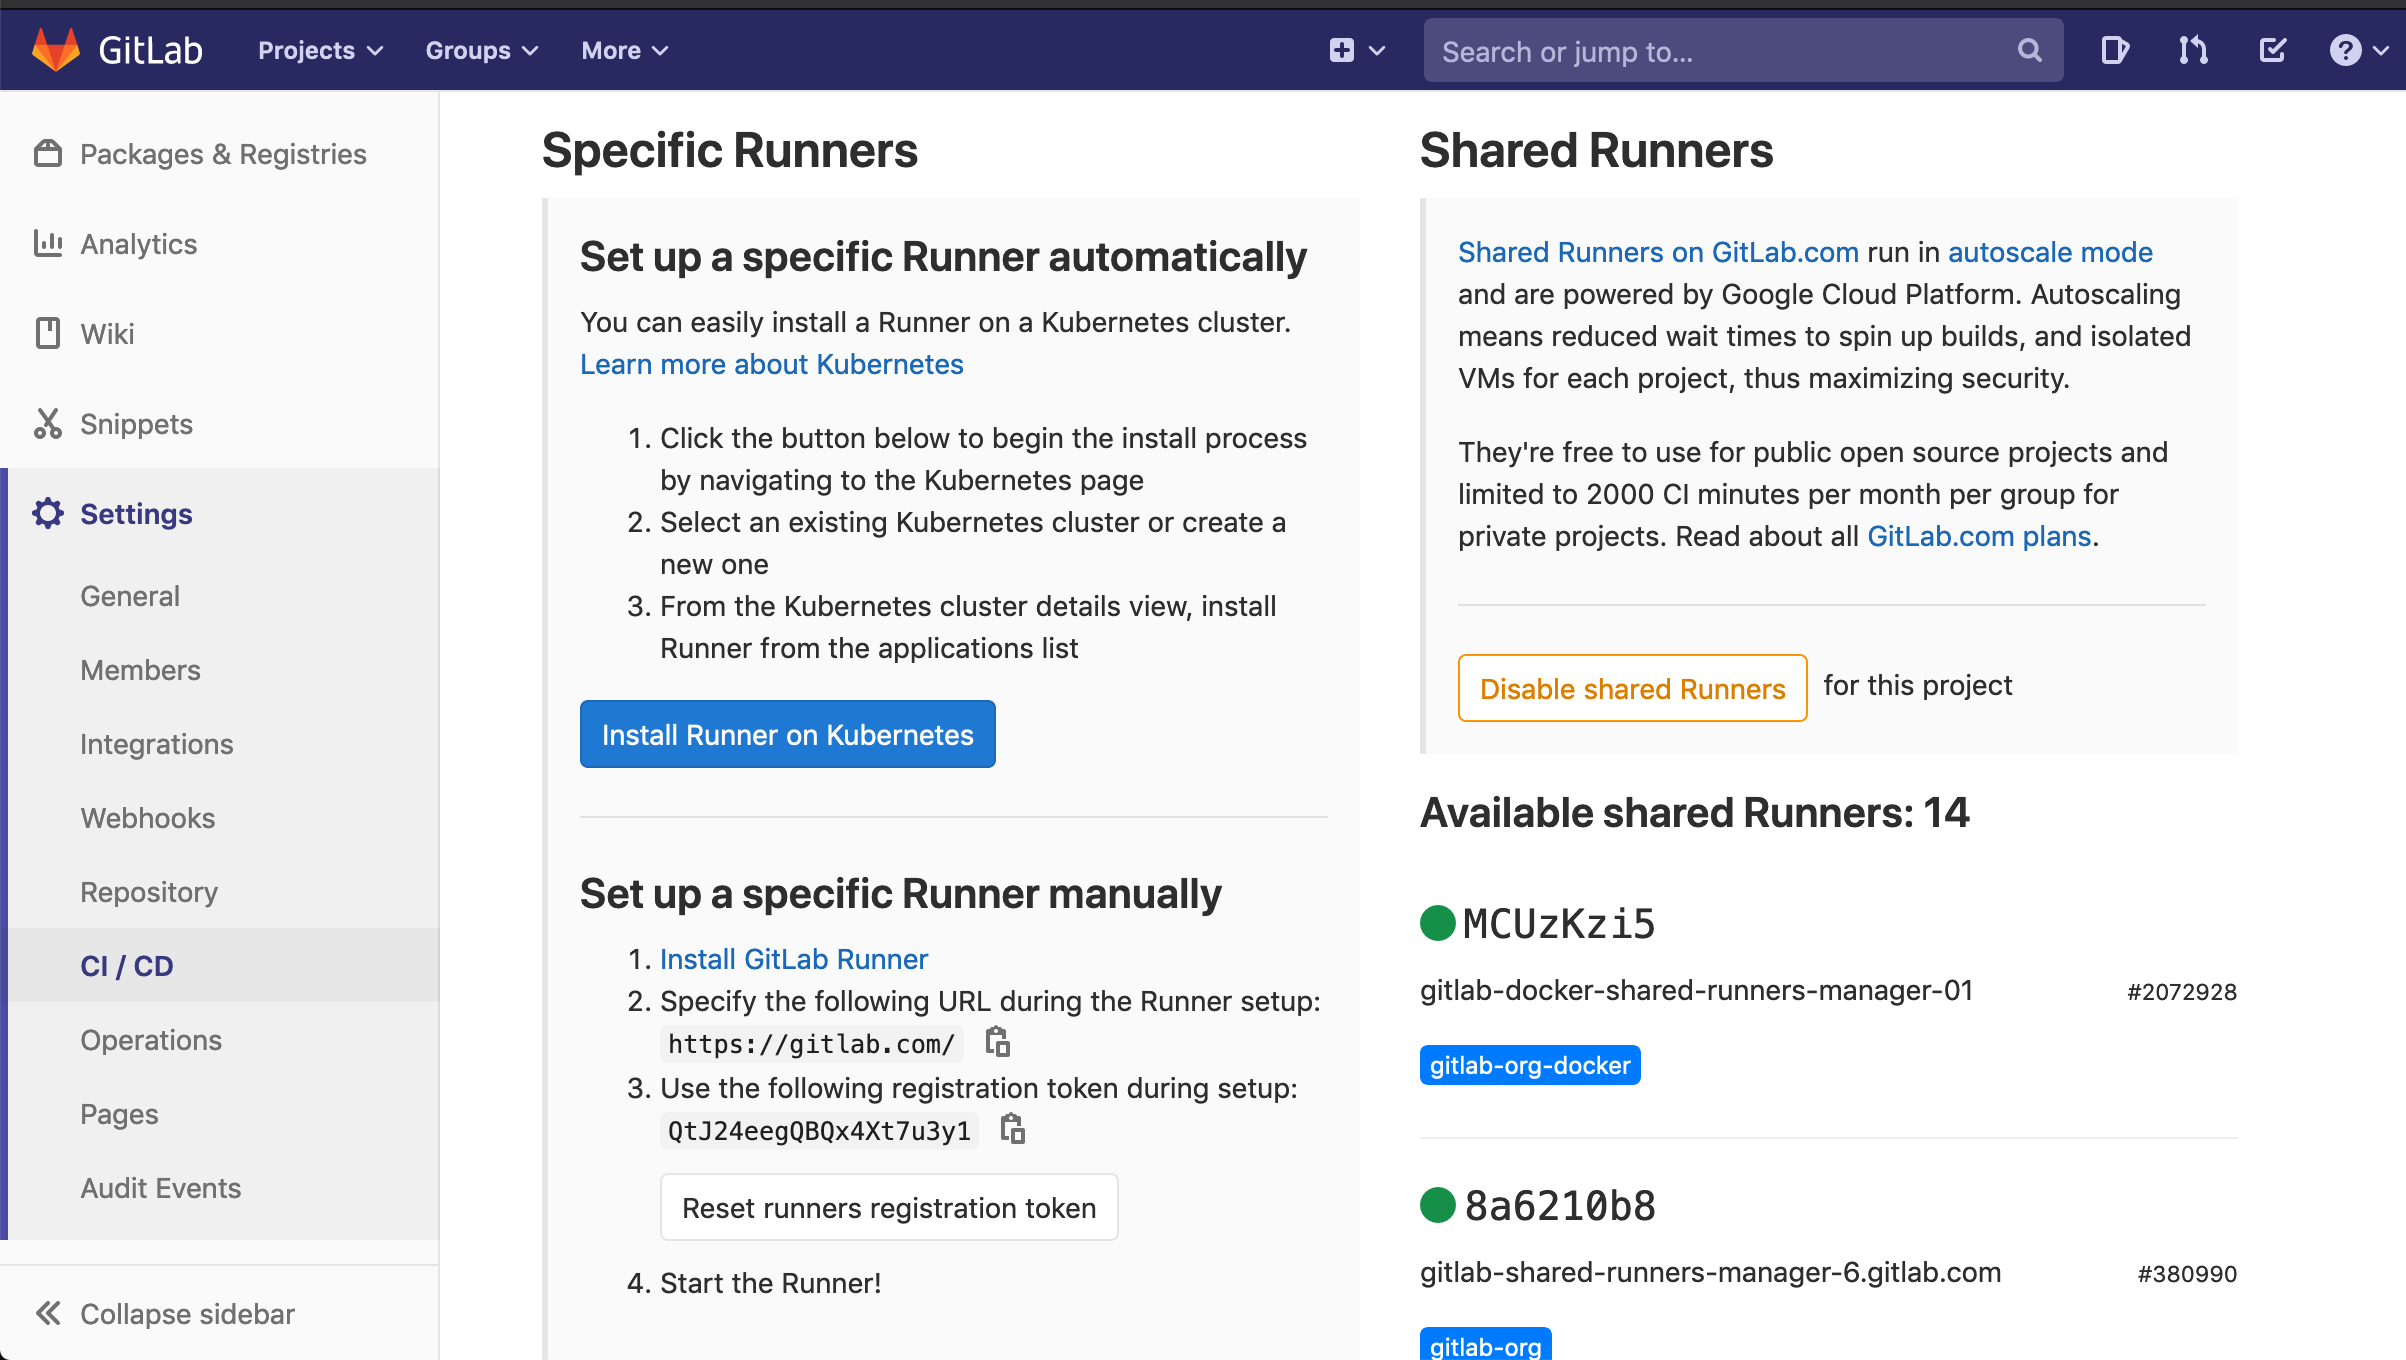 GitLab
Projects
Groups
More
Search or jump to...
Packages & Registries
Analytics
Wiki
Snippets
Settings
General
Members
Integrations
Webhooks
Repository
CI / CD
Operations
Pages
Audit Events
Collapse sidebar
Specific Runners
Set up a specific Runner automatically
You can easily install a Runner on a Kubernetes cluster.
Learn more about Kubernetes
1. Click the button below to begin the install process
by navigating to the Kubernetes page
2. Select an existing Kubernetes cluster or create a
new one
3. From the Kubernetes cluster details view, install
Runner from the applications list
Install Runner on Kubernetes
Set up a specific Runner manually
1. Install GitLab Runner
2. Specify the following URL during the Runner setup:
https://gitlab.com/
3. Use the following registration token during setup:
QtJ24eegQBQx4Xt7u3y1
Reset runners registration token
4. Start the Runner!
Shared Runners
Shared Runners on GitLab.com run in autoscale mode
and are powered by Google Cloud Platform. Autoscaling
means reduced wait times to spin up builds, and isolated
VMs for each project, thus maximizing security.
They're free to use for public open source projects and
limited to 2000 CI minutes per month per group for
private projects. Read about all GitLab.com plans.
Disable shared Runners for this project
Available shared Runners: 14
MCUzKzi5
gitlab-docker-shared-runners-manager-01 #2072928
gitlab-org-docker
8a6210b8
gitlab-shared-runners-manager-6.gitlab.com #380990
gitlab-org